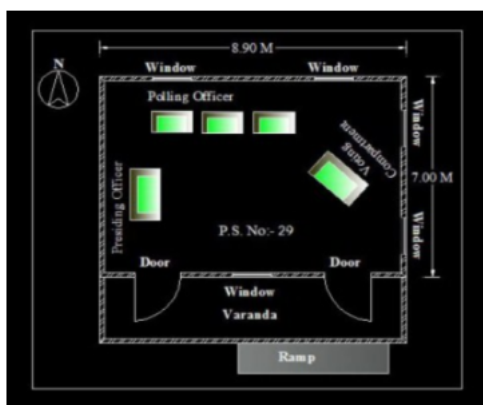 8.90 M
N
Window
Window
Polling Officer
Window
Voting
Compartment
7.00 M
Presiding Officer
P.S. No:- 29
Window
Door
Door
Window
Varanda
Ramp